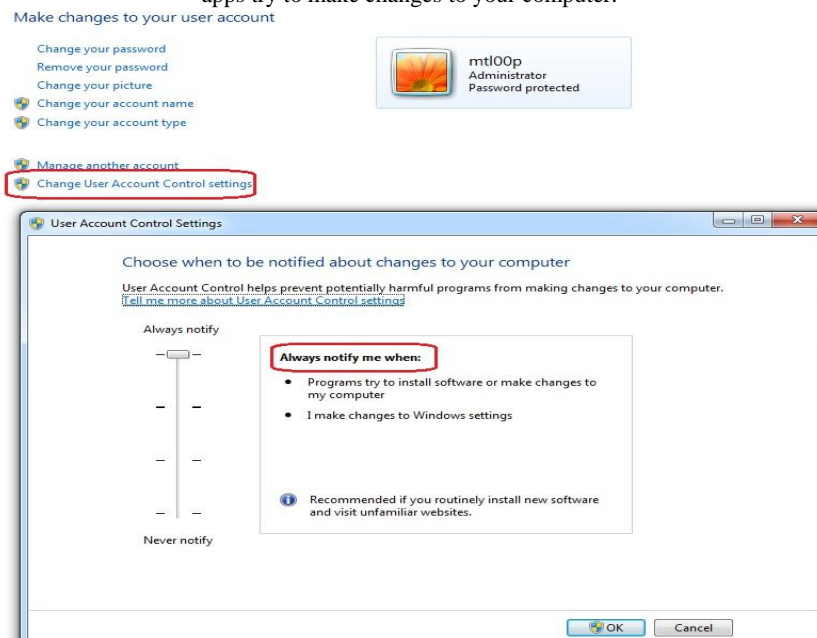 apps try to make changes to your computer.
Make changes to your user account
Change your password
Remove your password
Change your picture
Change your account name
Change your account type
mtl00p
Administrator
Password protected
Manage another account
Change User Account Control settings
User Account Control Settings
Choose when to be notified about changes to your computer
User Account Control helps prevent potentially harmful programs from making changes to your computer.
Tell me more about User Account Control settings
Always notify
Always notify me when:
• Programs try to install software or make changes to
my computer
• I make changes to Windows settings
Recommended if you routinely install new software
and visit unfamiliar websites.
Never notify
OK
Cancel